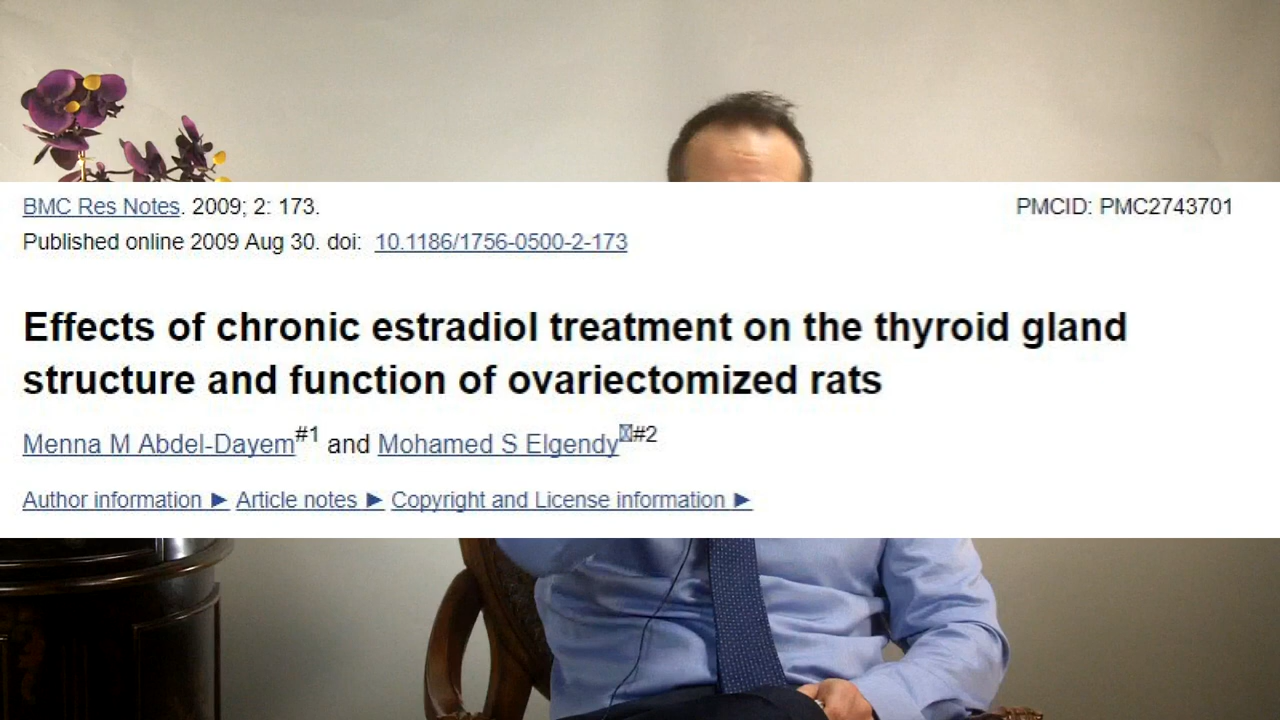 BMC Res Notes. 2009; 2: 173.
PMCID: PMC2743701
Published online 2009 Aug 30. doi: 10.1186/1756-0500-2-173
Effects of chronic estradiol treatment on the thyroid gland
structure and function of ovariectomized rats
Menna M Abdel-Dayem#1 and Mohamed S Elgendy#2
Author information ► Article notes ► Copyright and License information ►